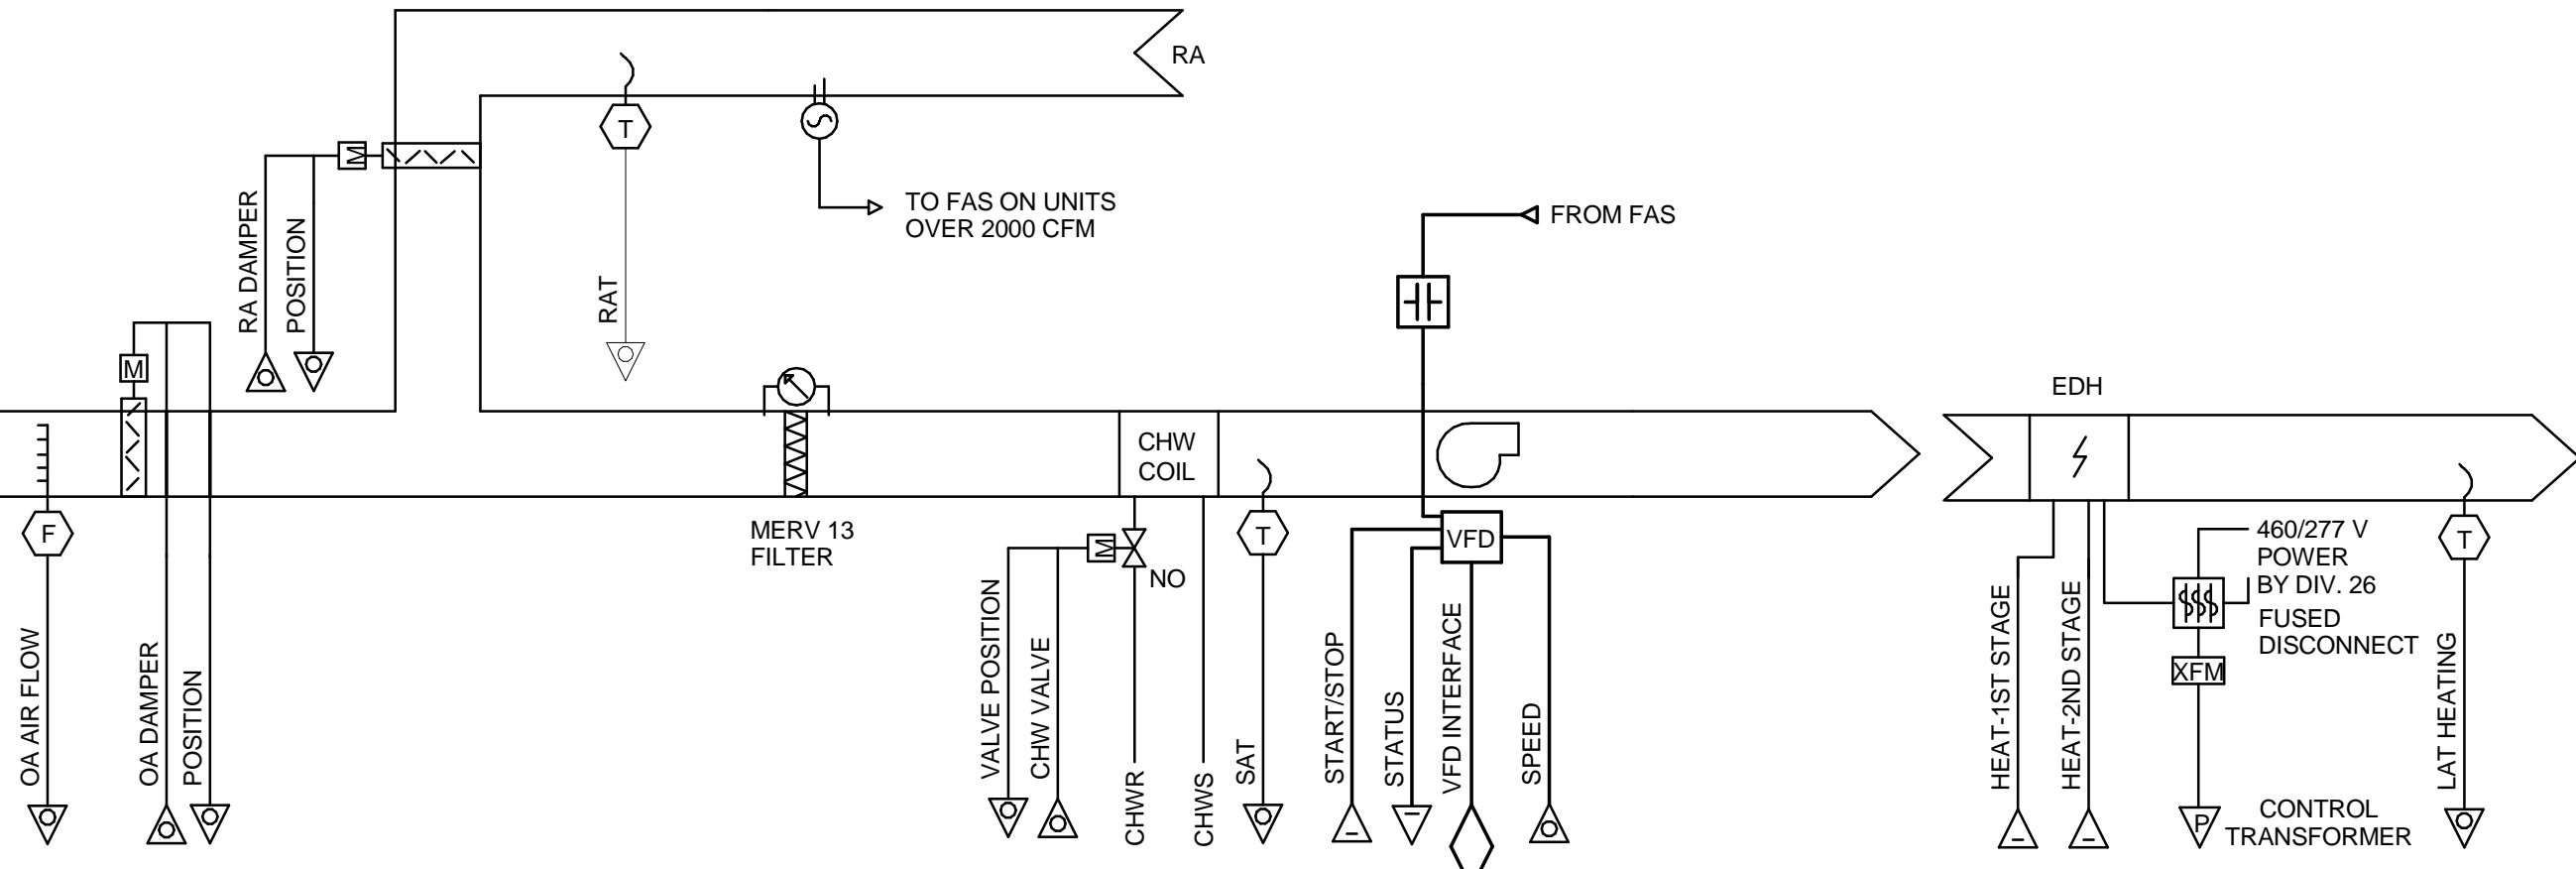 RA
T
M
RA DAMPER
POSITION
RAT
TO FAS ON UNITS
OVER 2000 CFM
FROM FAS
M
EDH
CHW
COIL
F
MERV 13
FILTER
M
NO
T
VFD
460/277 V
POWER
BY DIV. 26
FUSED
DISCONNECT
T
XFM
OA AIR FLOW
OA DAMPER
POSITION
VALVE POSITION
CHW VALVE
CHWR
CHWS
SAT
START/STOP
STATUS
VFD INTERFACE
SPEED
HEAT-1ST STAGE
HEAT-2ND STAGE
P
CONTROL
TRANSFORMER
LAT HEATING